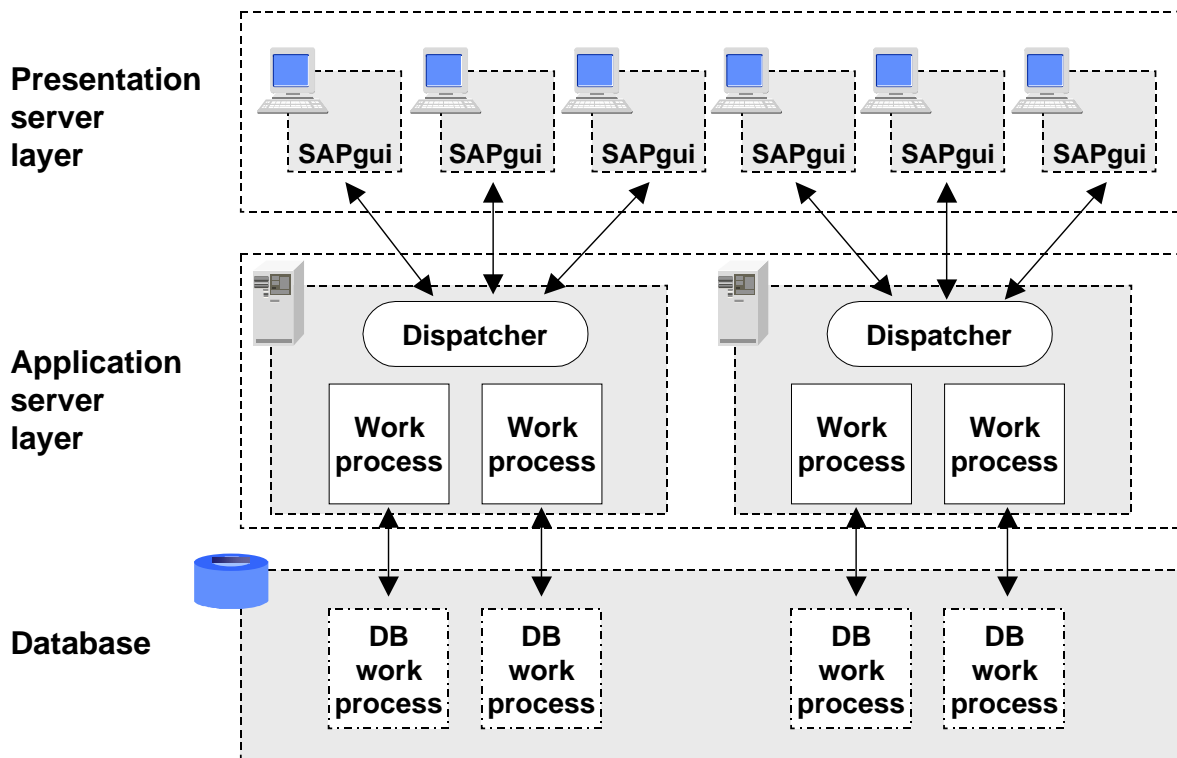 Presentation
server
layer
SAPgui SAPgui SAPgui SAPgui SAPgui SAPgui
Application
server
layer
Dispatcher Dispatcher
Work Work Work Work
process process process process
Database
DB DB DB DB
work work work work
process process process process